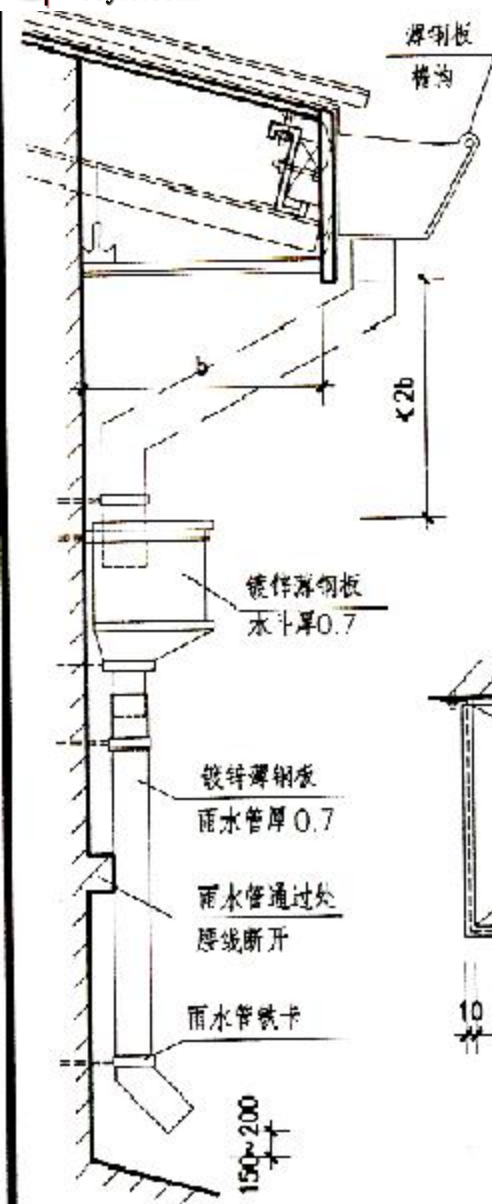 薄钢板
檐沟
b
≮2b
镀锌薄钢板
水斗厚0.7
镀锌薄钢板
雨水管厚0.7
雨水管通过处
腰线断开
10
雨水管铁卡
150~200